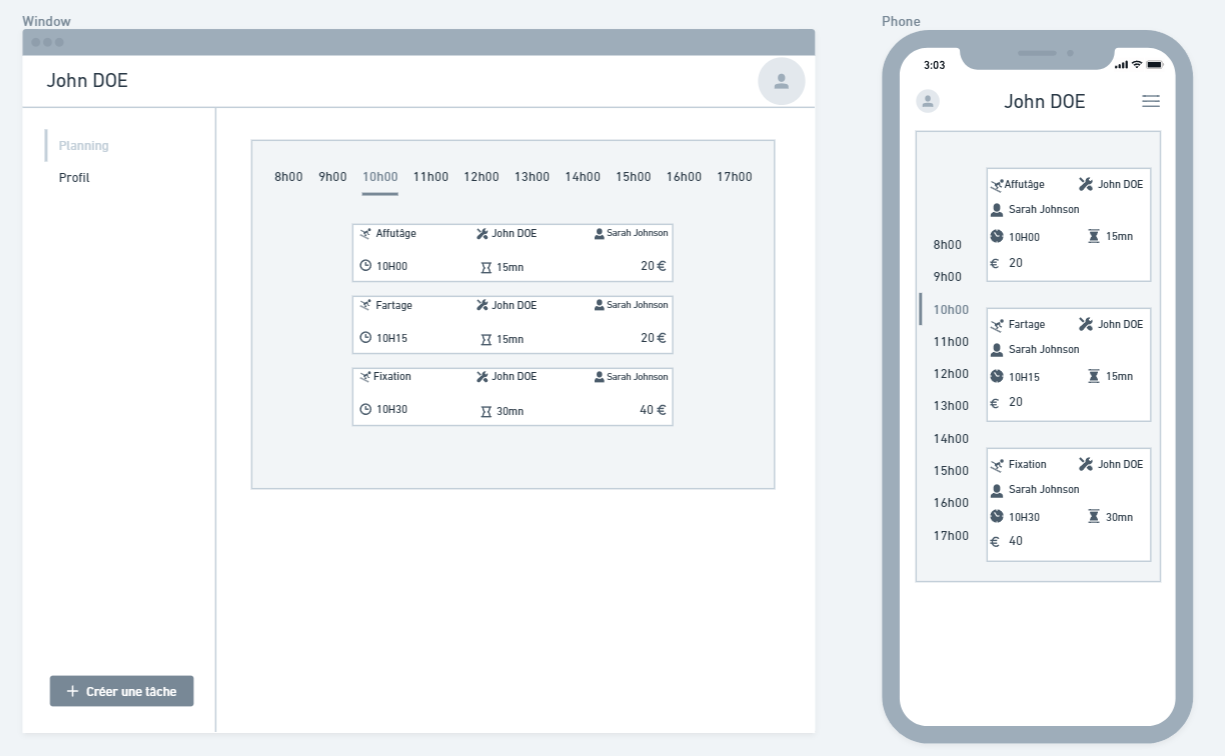 Window
John DOE
Planning
Profil
8h00 9h00 10h00 11h00 12h00 13h00 14h00 15h00 16h00 17h00
Affutâge John DOE Sarah Johnson
10H00 15mn 20 €
Fartage John DOE Sarah Johnson
10H15 15mn 20 €
Fixation John DOE Sarah Johnson
10H30 30mn 40 €
+ Créer une tâche
Phone
3:03
John DOE
8h00
9h00
10h00
11h00
12h00
13h00
14h00
15h00
16h00
17h00
Affutâge John DOE
Sarah Johnson
10H00 15mn
€ 20
Fartage John DOE
Sarah Johnson
10H15 15mn
€ 20
Fixation John DOE
Sarah Johnson
10H30 30mn
€ 40